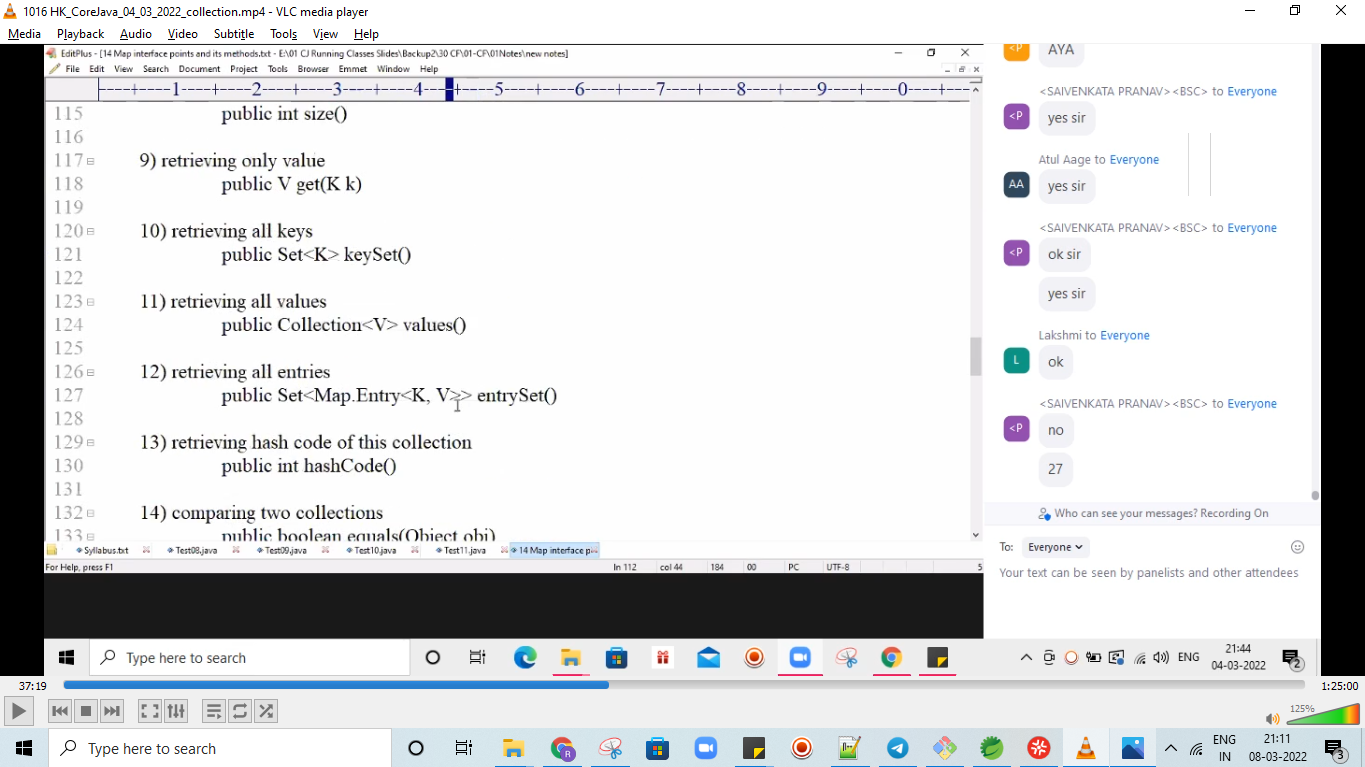 1016 HK_CoreJava_04_03_2022_collection.mp4 - VLC media player
Media Playback Audio Video Subtitle Tools View Help
EditPlus - [14 Map interface points and its methods.txt - E:\01 CJ Running Classes Slides\Backup2\30 CF\01-CF\01Notes\new notes]
File Edit View Search Document Project Tools Browser Emmet Window Help
----+----1----+----2----+----3----+----4----+----5----+----6----+----7----+----8----+----9----+----0----+---
115 public int size()
116
117 9) retrieving only value
118 public V get(K k)
119
120 10) retrieving all keys
121 public Set<K> keySet()
122
123 11) retrieving all values
124 public Collection<V> values()
125
126 12) retrieving all entries
127 public Set<Map.Entry<K, V>> entrySet()
128
129 13) retrieving hash code of this collection
130 public int hashCode()
131
132 14) comparing two collections
133 public boolean equals(Object obj)
Syllabus.txt Test08.java Test09.java Test10.java Test11.java 14 Map interface p
For Help, press F1 ln 112 col 44 184 00 PC UTF-8 5
<P AYA
<SAIVENKATA PRANAV><BSC> to Everyone
<P yes sir
Atul Aage to Everyone
AA yes sir
<SAIVENKATA PRANAV><BSC> to Everyone
<P ok sir
yes sir
Lakshmi to Everyone
L ok
<SAIVENKATA PRANAV><BSC> to Everyone
<P no
27
Who can see your messages? Recording On
To: Everyone
Your text can be seen by panelists and other attendees
Type here to search
ENG 21:44
04-03-2022 2
37:19 1:25:00
125%
Type here to search
ENG 21:11
IN 08-03-2022 3